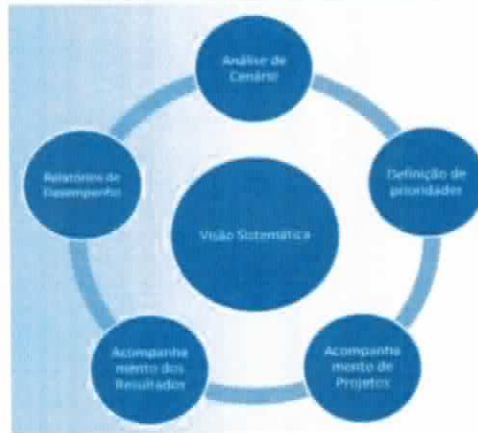 Análise de
Cenário
Definição de
prioridades
Acompanha
mento de
Projetos
Acompanha
mento dos
Resultados
Relatórios de
Desempenho
Visão Sistemática